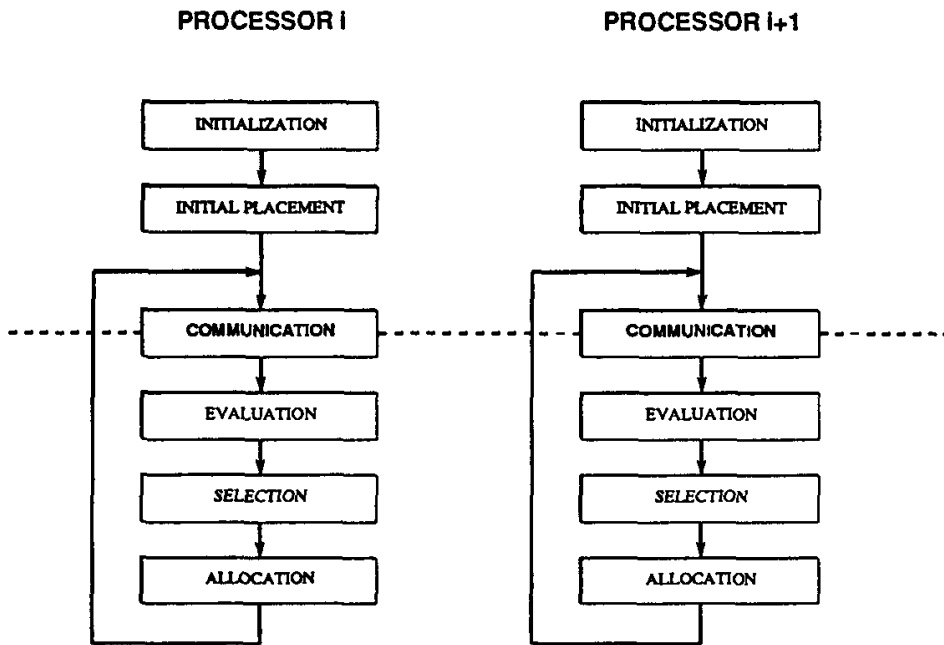 PROCESSOR i
INITIALIZATION
INITIAL PLACEMENT
COMMUNICATION
EVALUATION
SELECTION
ALLOCATION
PROCESSOR i+1
INITIALIZATION
INITIAL PLACEMENT
COMMUNICATION
EVALUATION
SELECTION
ALLOCATION